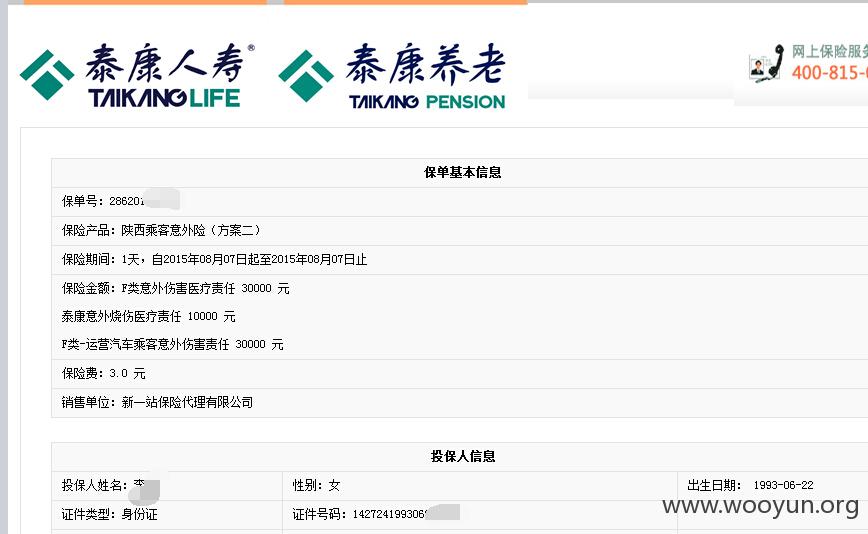 泰康人寿®
TAIKANG LIFE
泰康养老
TAIKANG PENSION
网上保险服务
400-815-
保单基本信息
保单号：28620
保险产品：陕西乘客意外险（方案二）
保险期间：1天，自2015年08月07日起至2015年08月07日止
保险金额：F类意外伤害医疗责任 30000 元
泰康意外烧伤医疗责任 10000 元
F类-运营汽车乘客意外伤害责任 30000 元
保险费：3.0 元
销售单位：新一站保险代理有限公司
投保人信息
投保人姓名：李 性别：女 出生日期： 1993-06-22
证件类型：身份证 证件号码：142724199306
www.wooyun.org